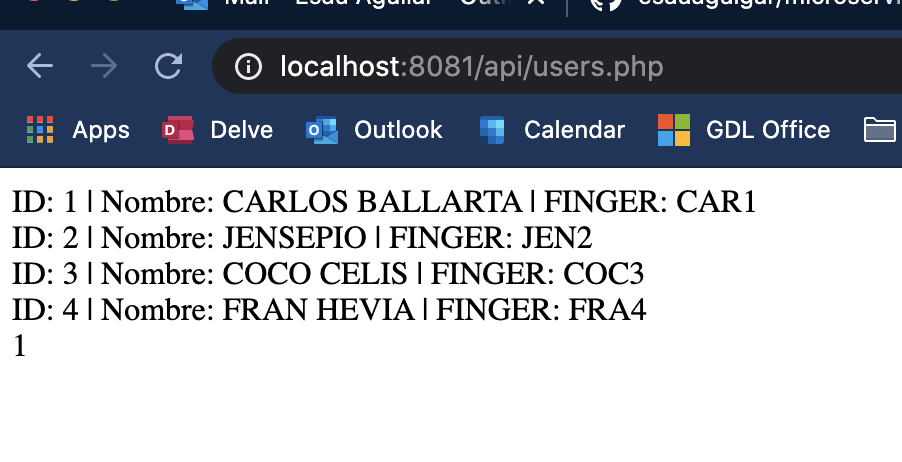 localhost:8081/api/users.php
Apps Delve Outlook Calendar GDL Office
ID: 1 | Nombre: CARLOS BALLARTA | FINGER: CAR1
ID: 2 | Nombre: JENSEPIO | FINGER: JEN2
ID: 3 | Nombre: COCO CELIS | FINGER: COC3
ID: 4 | Nombre: FRAN HEVIA | FINGER: FRA4
1